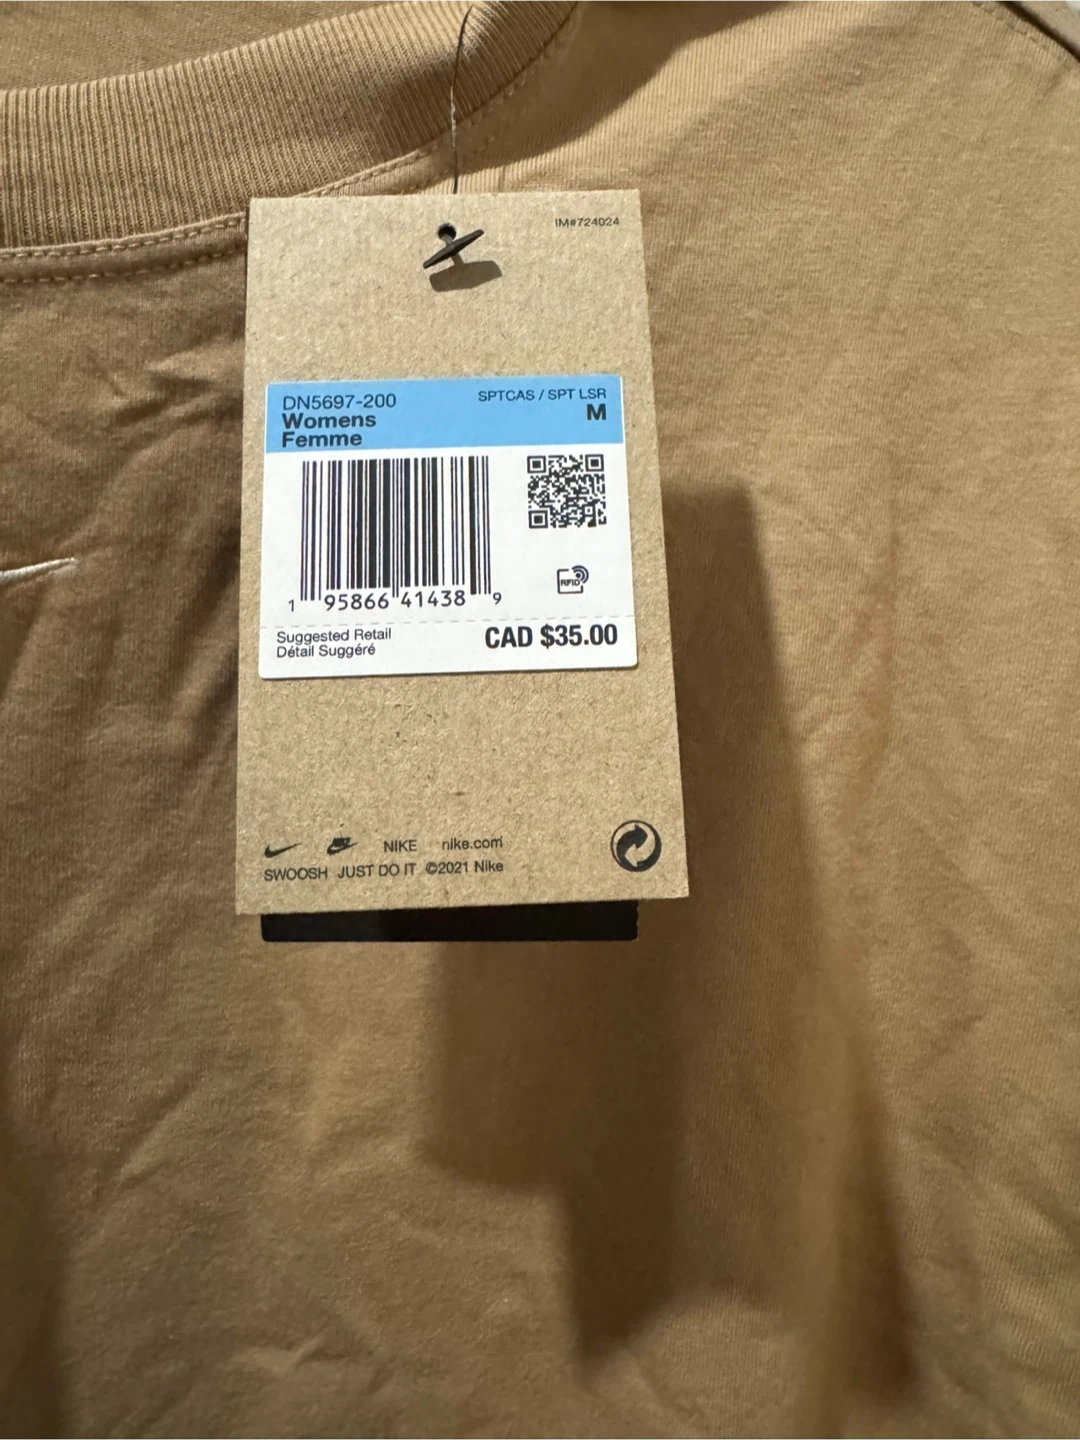 IM#724024
DN5697-200
SPTCAS / SPT LSR
Womens
M
Femme
RFID
1 95866 41438 9
Suggested Retail
Détail Suggéré
CAD $35.00
NIKE nike.com
SWOOSH JUST DO IT ©2021 Nike